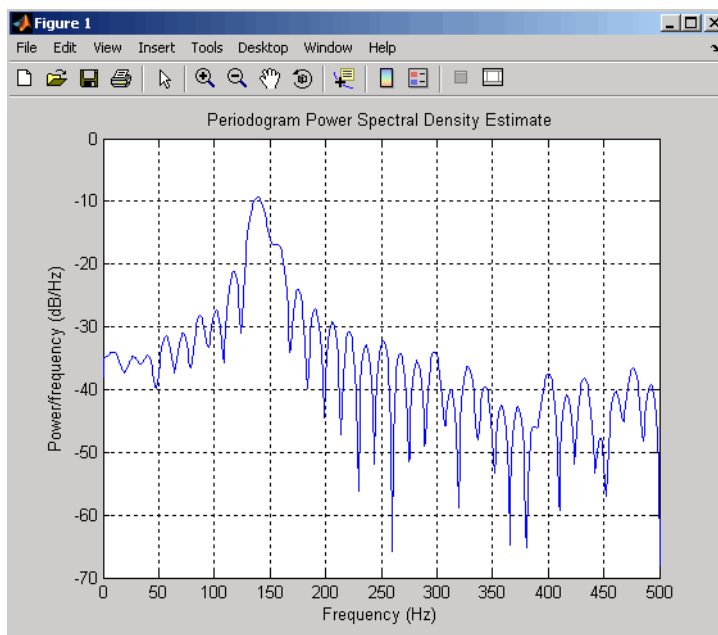 Figure 1
File Edit View Insert Tools Desktop Window Help
Periodogram Power Spectral Density Estimate
Power/frequency (dB/Hz)
0
-10
-20
-30
-40
-50
-60
-70
0 50 100 150 200 250 300 350 400 450 500
Frequency (Hz)